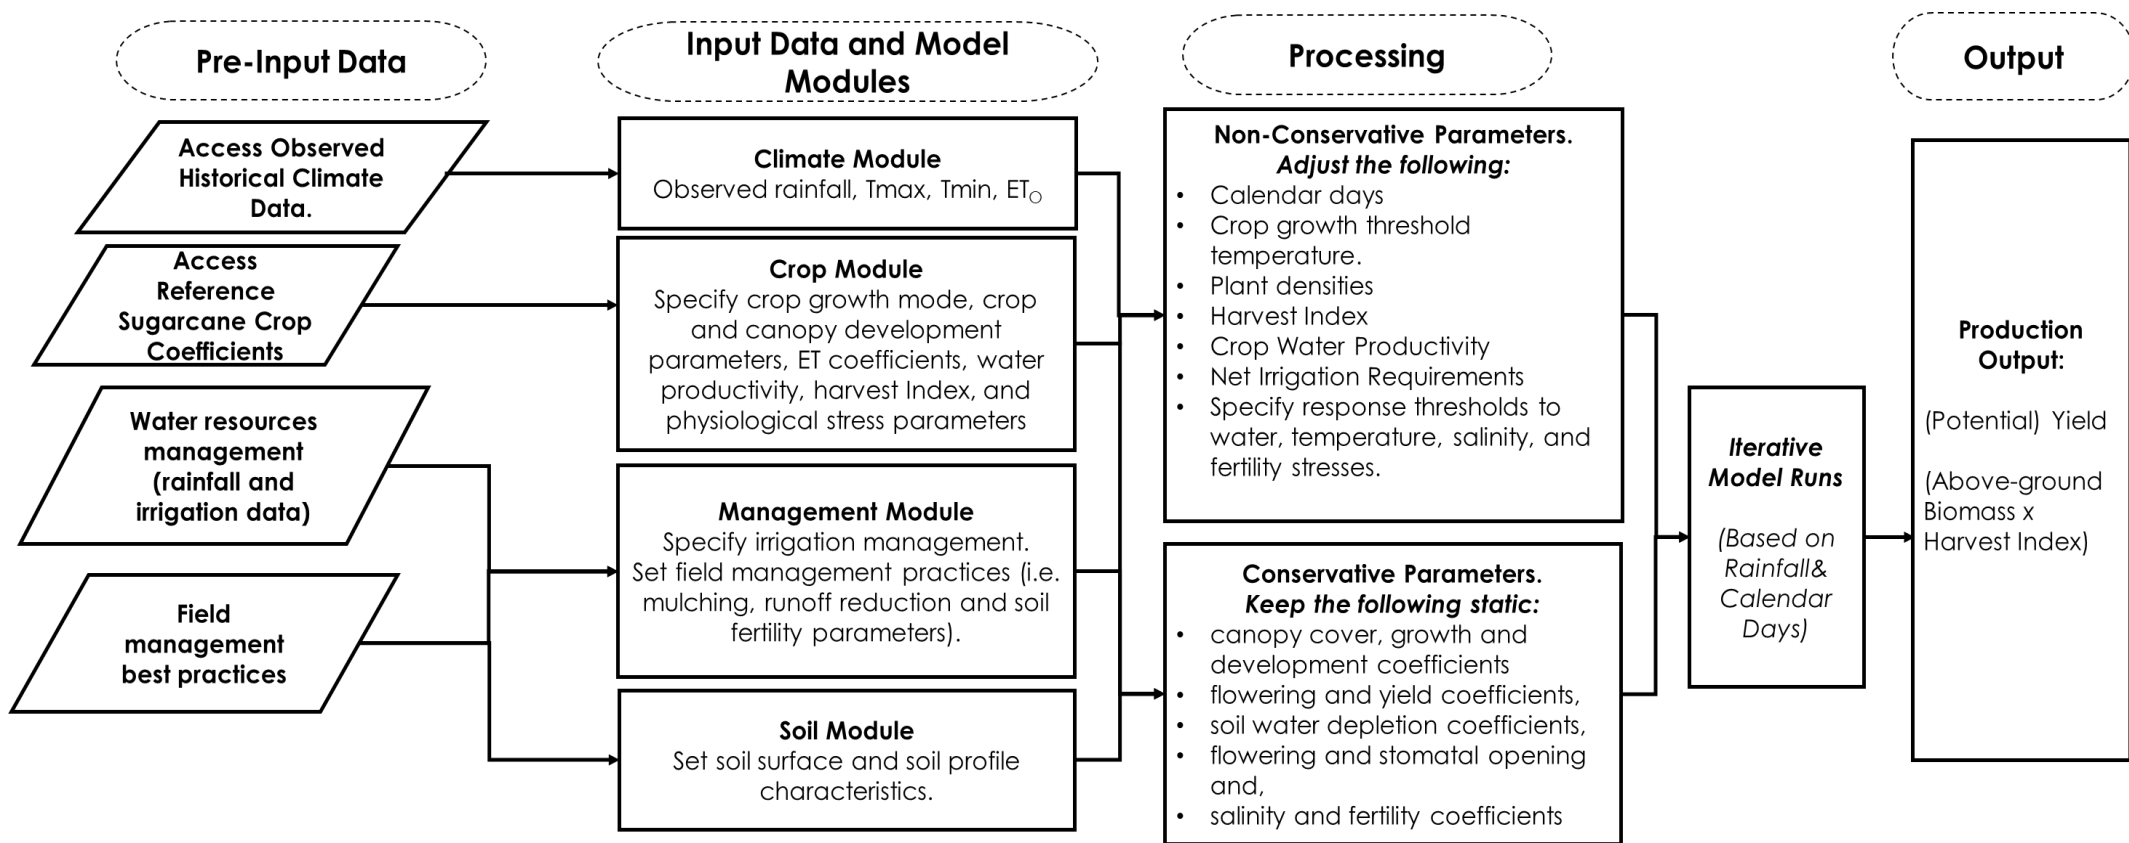 Pre-Input Data
Input Data and Model
Modules
Processing
Output
Access Observed
Historical Climate
Data.
Access
Reference
Sugarcane Crop
Coefficients
Water resources
management
(rainfall and
irrigation data)
Field
management
best practices
Climate Module
Observed rainfall, Tmax, Tmin, ETO
Crop Module
Specify crop growth mode, crop
and canopy development
parameters, ET coefficients, water
productivity, harvest Index, and
physiological stress parameters
Management Module
Specify irrigation management.
Set field management practices (i.e.
mulching, runoff reduction and soil
fertility parameters).
Soil Module
Set soil surface and soil profile
characteristics.
Non-Conservative Parameters.
Adjust the following:
• Calendar days
• Crop growth threshold
temperature.
• Plant densities
• Harvest Index
• Crop Water Productivity
• Net Irrigation Requirements
• Specify response thresholds to
water, temperature, salinity, and
fertility stresses.
Conservative Parameters.
Keep the following static:
• canopy cover, growth and
development coefficients
• flowering and yield coefficients,
• soil water depletion coefficients,
• flowering and stomatal opening
and,
• salinity and fertility coefficients
Iterative
Model Runs
(Based on
Rainfall&
Calendar
Days)
Production
Output:
(Potential) Yield
(Above-ground
Biomass x
Harvest Index)